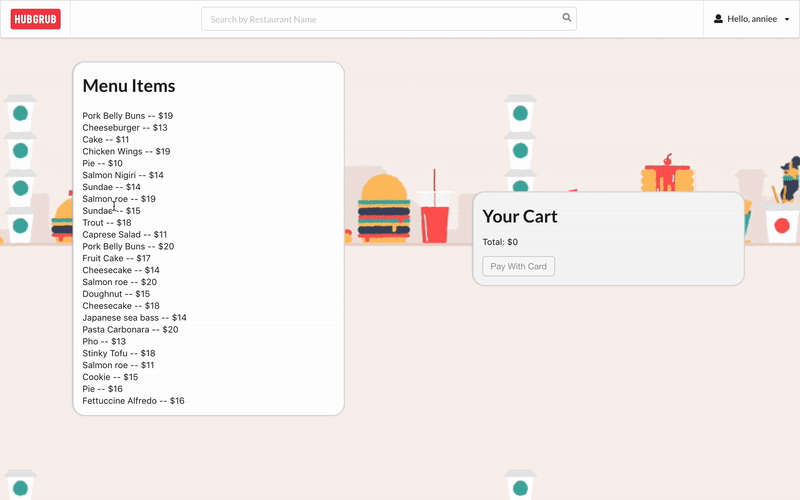 HUBGRUB
Search by Restaurant Name
Hello, anniee
Menu Items
Pork Belly Buns -- $19
Cheeseburger -- $13
Cake -- $11
Chicken Wings -- $19
Pie -- $10
Salmon Nigiri -- $14
Sundae -- $14
Salmon roe -- $19
Sundae -- $15
Trout -- $18
Caprese Salad -- $11
Pork Belly Buns -- $20
Fruit Cake -- $17
Cheesecake -- $14
Salmon roe -- $20
Doughnut -- $15
Cheesecake -- $18
Japanese sea bass -- $14
Pasta Carbonara -- $20
Pho -- $13
Stinky Tofu -- $18
Salmon roe -- $11
Cookie -- $15
Pie -- $16
Fettuccine Alfredo -- $16
Your Cart
Total: $0
Pay With Card